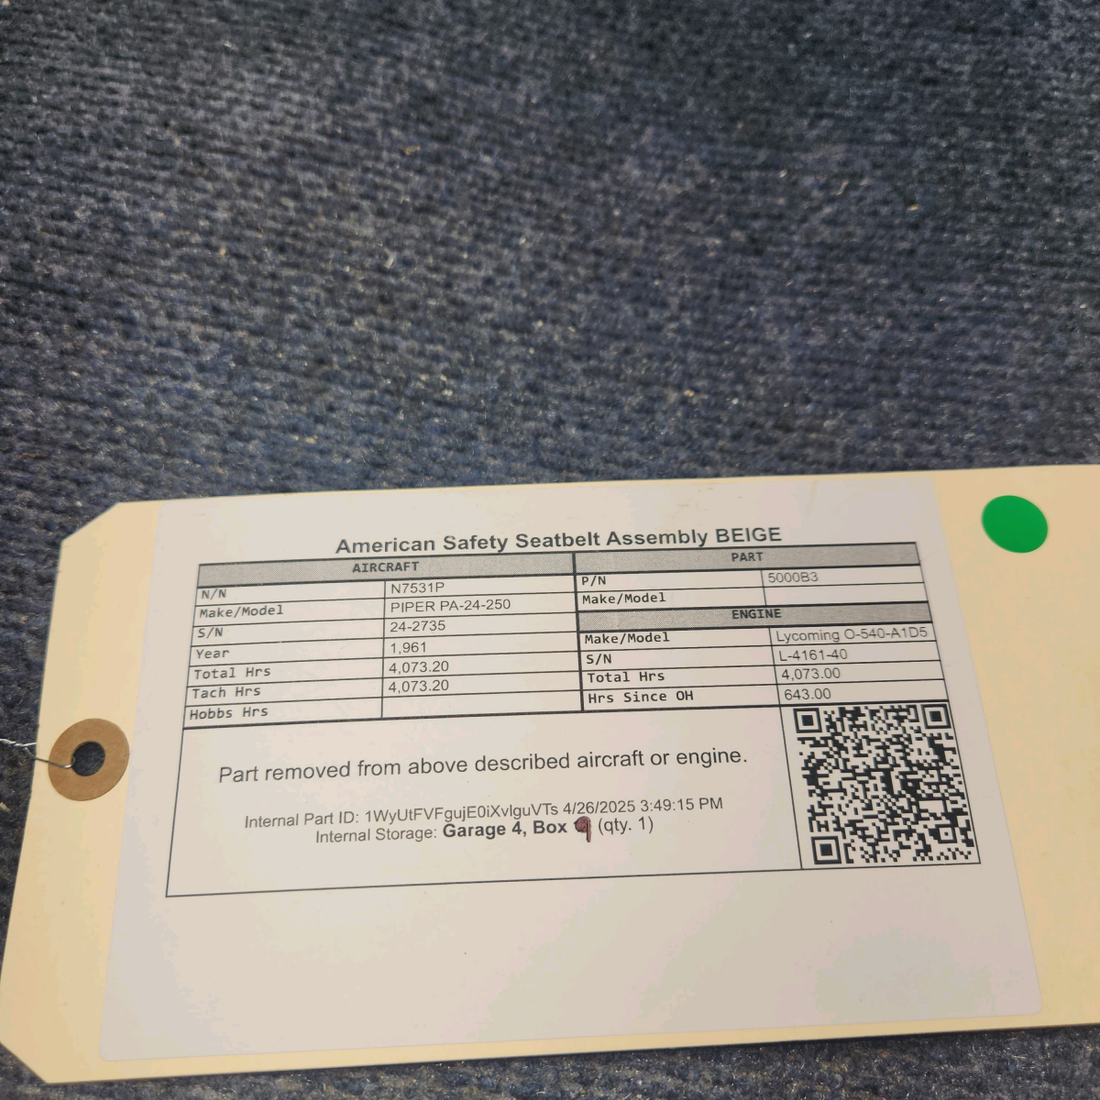 American Safety Seatbelt Assembly BEIGE
AIRCRAFT
N/N N7531P
Make/Model PIPER PA-24-250
S/N 24-2735
Year 1,961
Total Hrs 4,073.20
Tach Hrs 4,073.20
Hobbs Hrs
PART
P/N 5000B3
Make/Model
ENGINE
Make/Model Lycoming O-540-A1D5
S/N L-4161-40
Total Hrs 4,073.00
Hrs Since OH 643.00
Part removed from above described aircraft or engine.
Internal Part ID: 1WyUtFVFgujE0iXvlguVTs 4/26/2025 3:49:15 PM
Internal Storage: Garage 4, Box 9 (qty. 1)